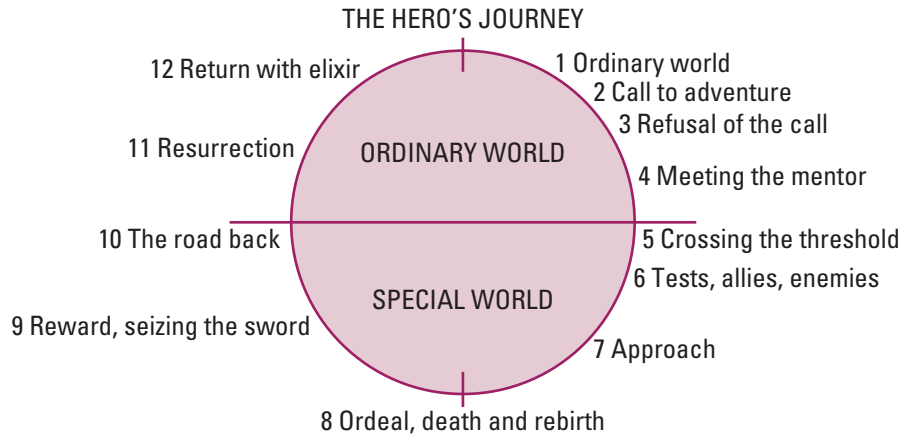 THE HERO'S JOURNEY
1 Ordinary world
2 Call to adventure
3 Refusal of the call
4 Meeting the mentor
5 Crossing the threshold
6 Tests, allies, enemies
7 Approach
8 Ordeal, death and rebirth
9 Reward, seizing the sword
10 The road back
11 Resurrection
12 Return with elixir
ORDINARY WORLD
SPECIAL WORLD